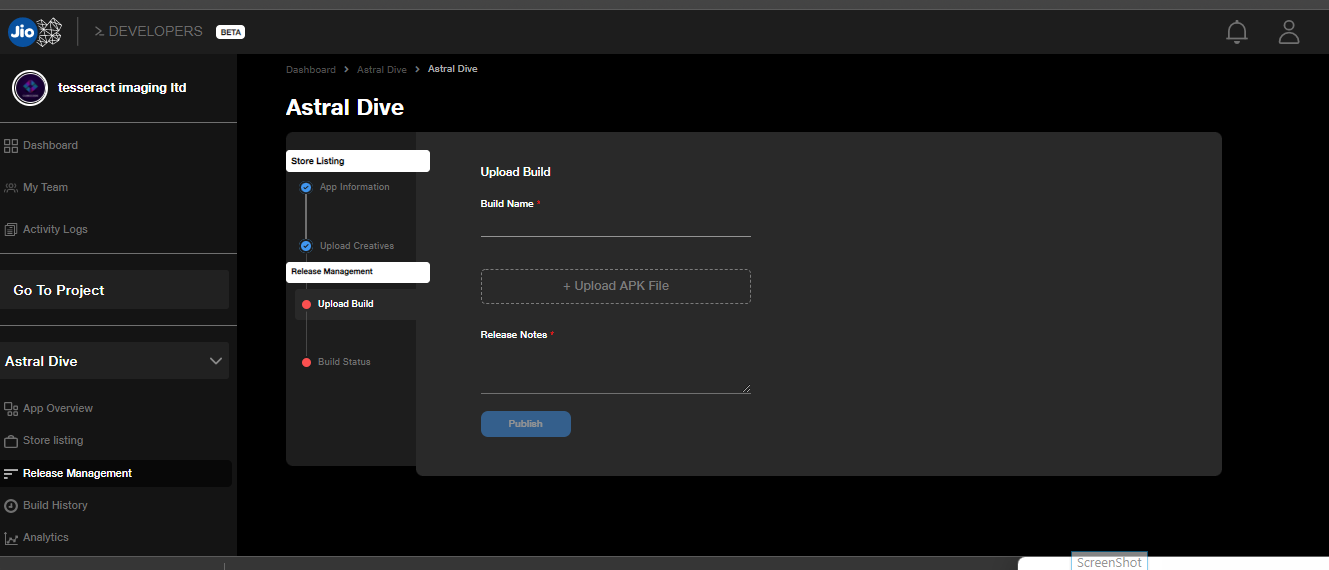 Jio
>_ DEVELOPERS BETA
tesseract imaging ltd
Dashboard
My Team
Activity Logs
Go To Project
Astral Dive
App Overview
Store listing
Release Management
Build History
Analytics
Dashboard > Astral Dive > Astral Dive
Astral Dive
Store Listing
App Information
Upload Creatives
Release Management
Upload Build
Build Status
Upload Build
Build Name *
+ Upload APK File
Release Notes *
Publish
ScreenShot